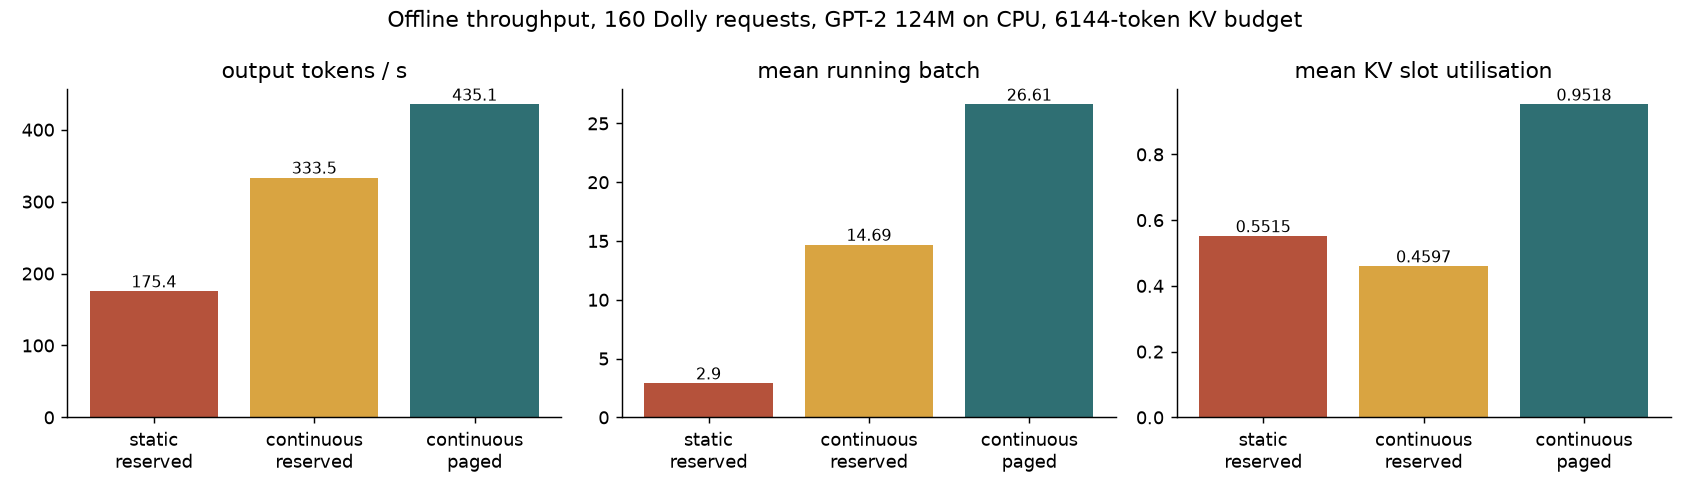 Offline throughput, 160 Dolly requests, GPT-2 124M on CPU, 6144-token KV budget
output tokens / s
400
300
200
100
0
175.4
333.5
435.1
static
reserved
continuous
reserved
continuous
paged
mean running batch
25
20
15
10
5
0
2.9
14.69
26.61
static
reserved
continuous
reserved
continuous
paged
mean KV slot utilisation
0.8
0.6
0.4
0.2
0.0
0.5515
0.4597
0.9518
static
reserved
continuous
reserved
continuous
paged